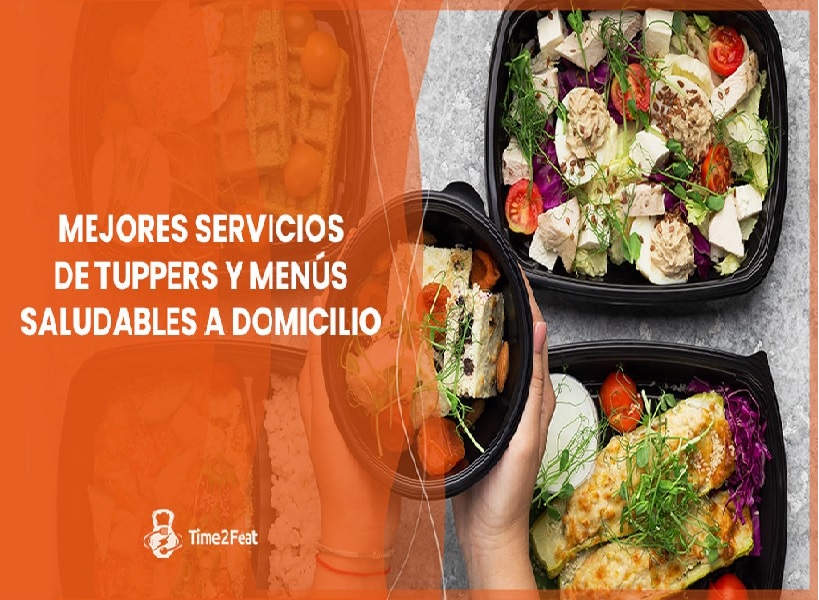 MEJORES SERVICIOS
DE TUPPERS Y MENÚS
SALUDABLES A DOMICILIO
Time2Feat